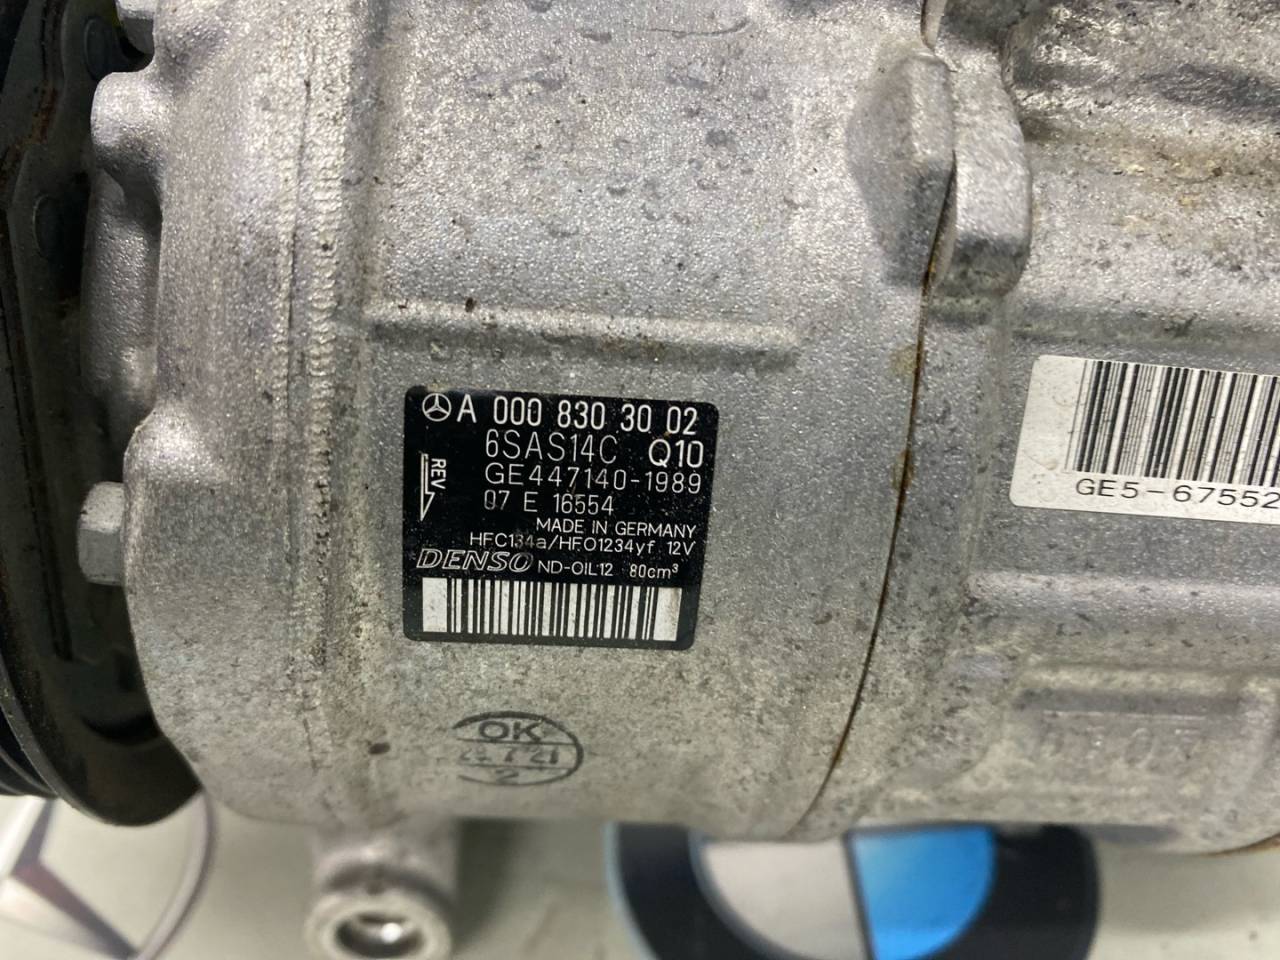 A 000 830 30 02
6SAS14C Q10
REV
GE447140-1989
07 E 16554
MADE IN GERMANY
HFC134a/HFO1234yf 12V
DENSO ND-OIL12 80cm³
GE5-67552
OK
2